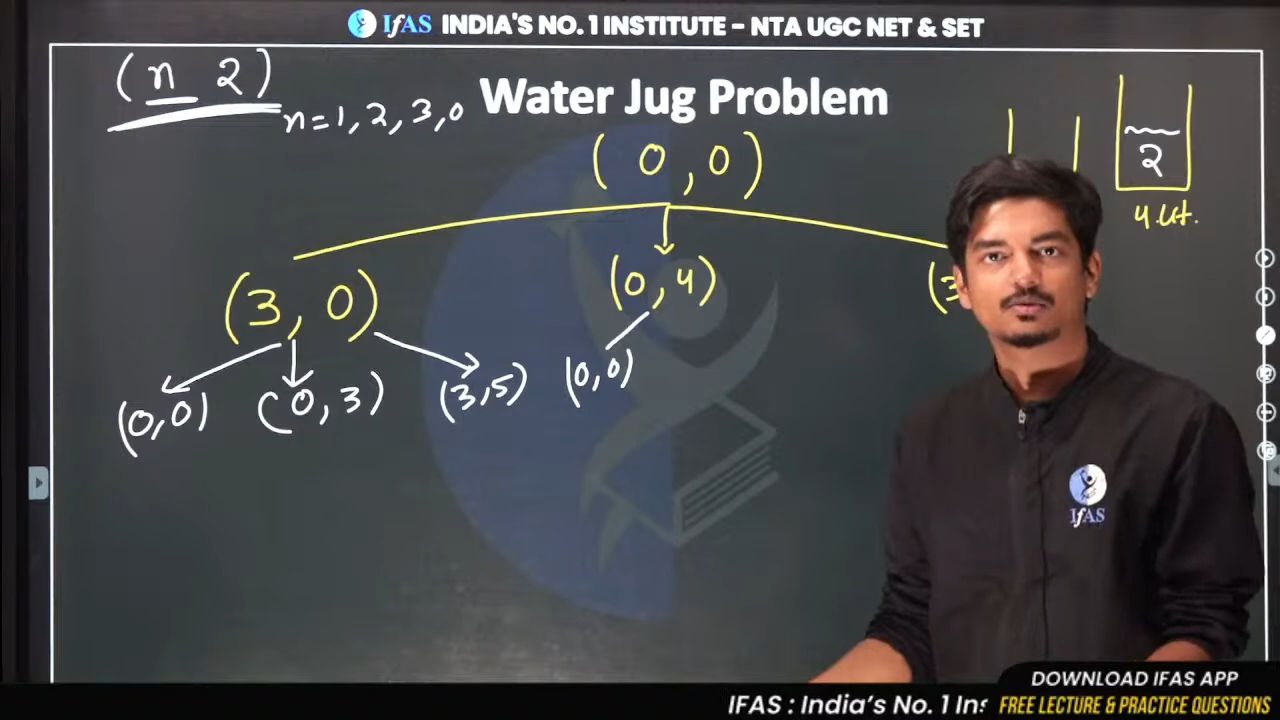 IfAS INDIA'S NO. 1 INSTITUTE - NTA UGC NET & SET
(n 2)
n=1, 2, 3, 0
Water Jug Problem
2
4 Lt.
(0,0)
(3,0)
(0,4)
(3
(0,0)
(0,3)
(3,5)
(0,0)
IfAS
DOWNLOAD IFAS APP
IFAS : India's No. 1 Ins
FREE LECTURE & PRACTICE QUESTIONS